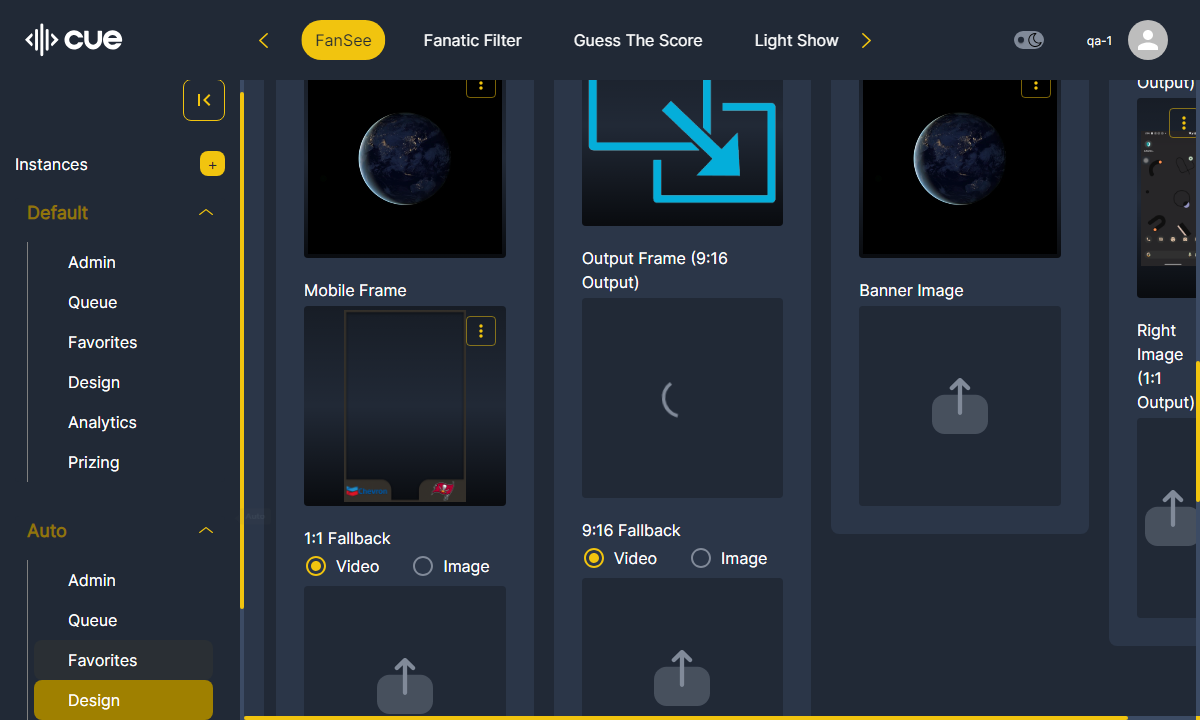 CUE
FanSee
Fanatic Filter
Guess The Score
Light Show
qa-1
Instances
+
Default
Admin
Queue
Favorites
Design
Analytics
Prizing
Auto
Admin
Queue
Favorites
Design
Mobile Frame
1:1 Fallback
Video
Image
Output Frame (9:16
Output)
9:16 Fallback
Video
Image
Banner Image
Output)
Right
Image
(1:1
Output)